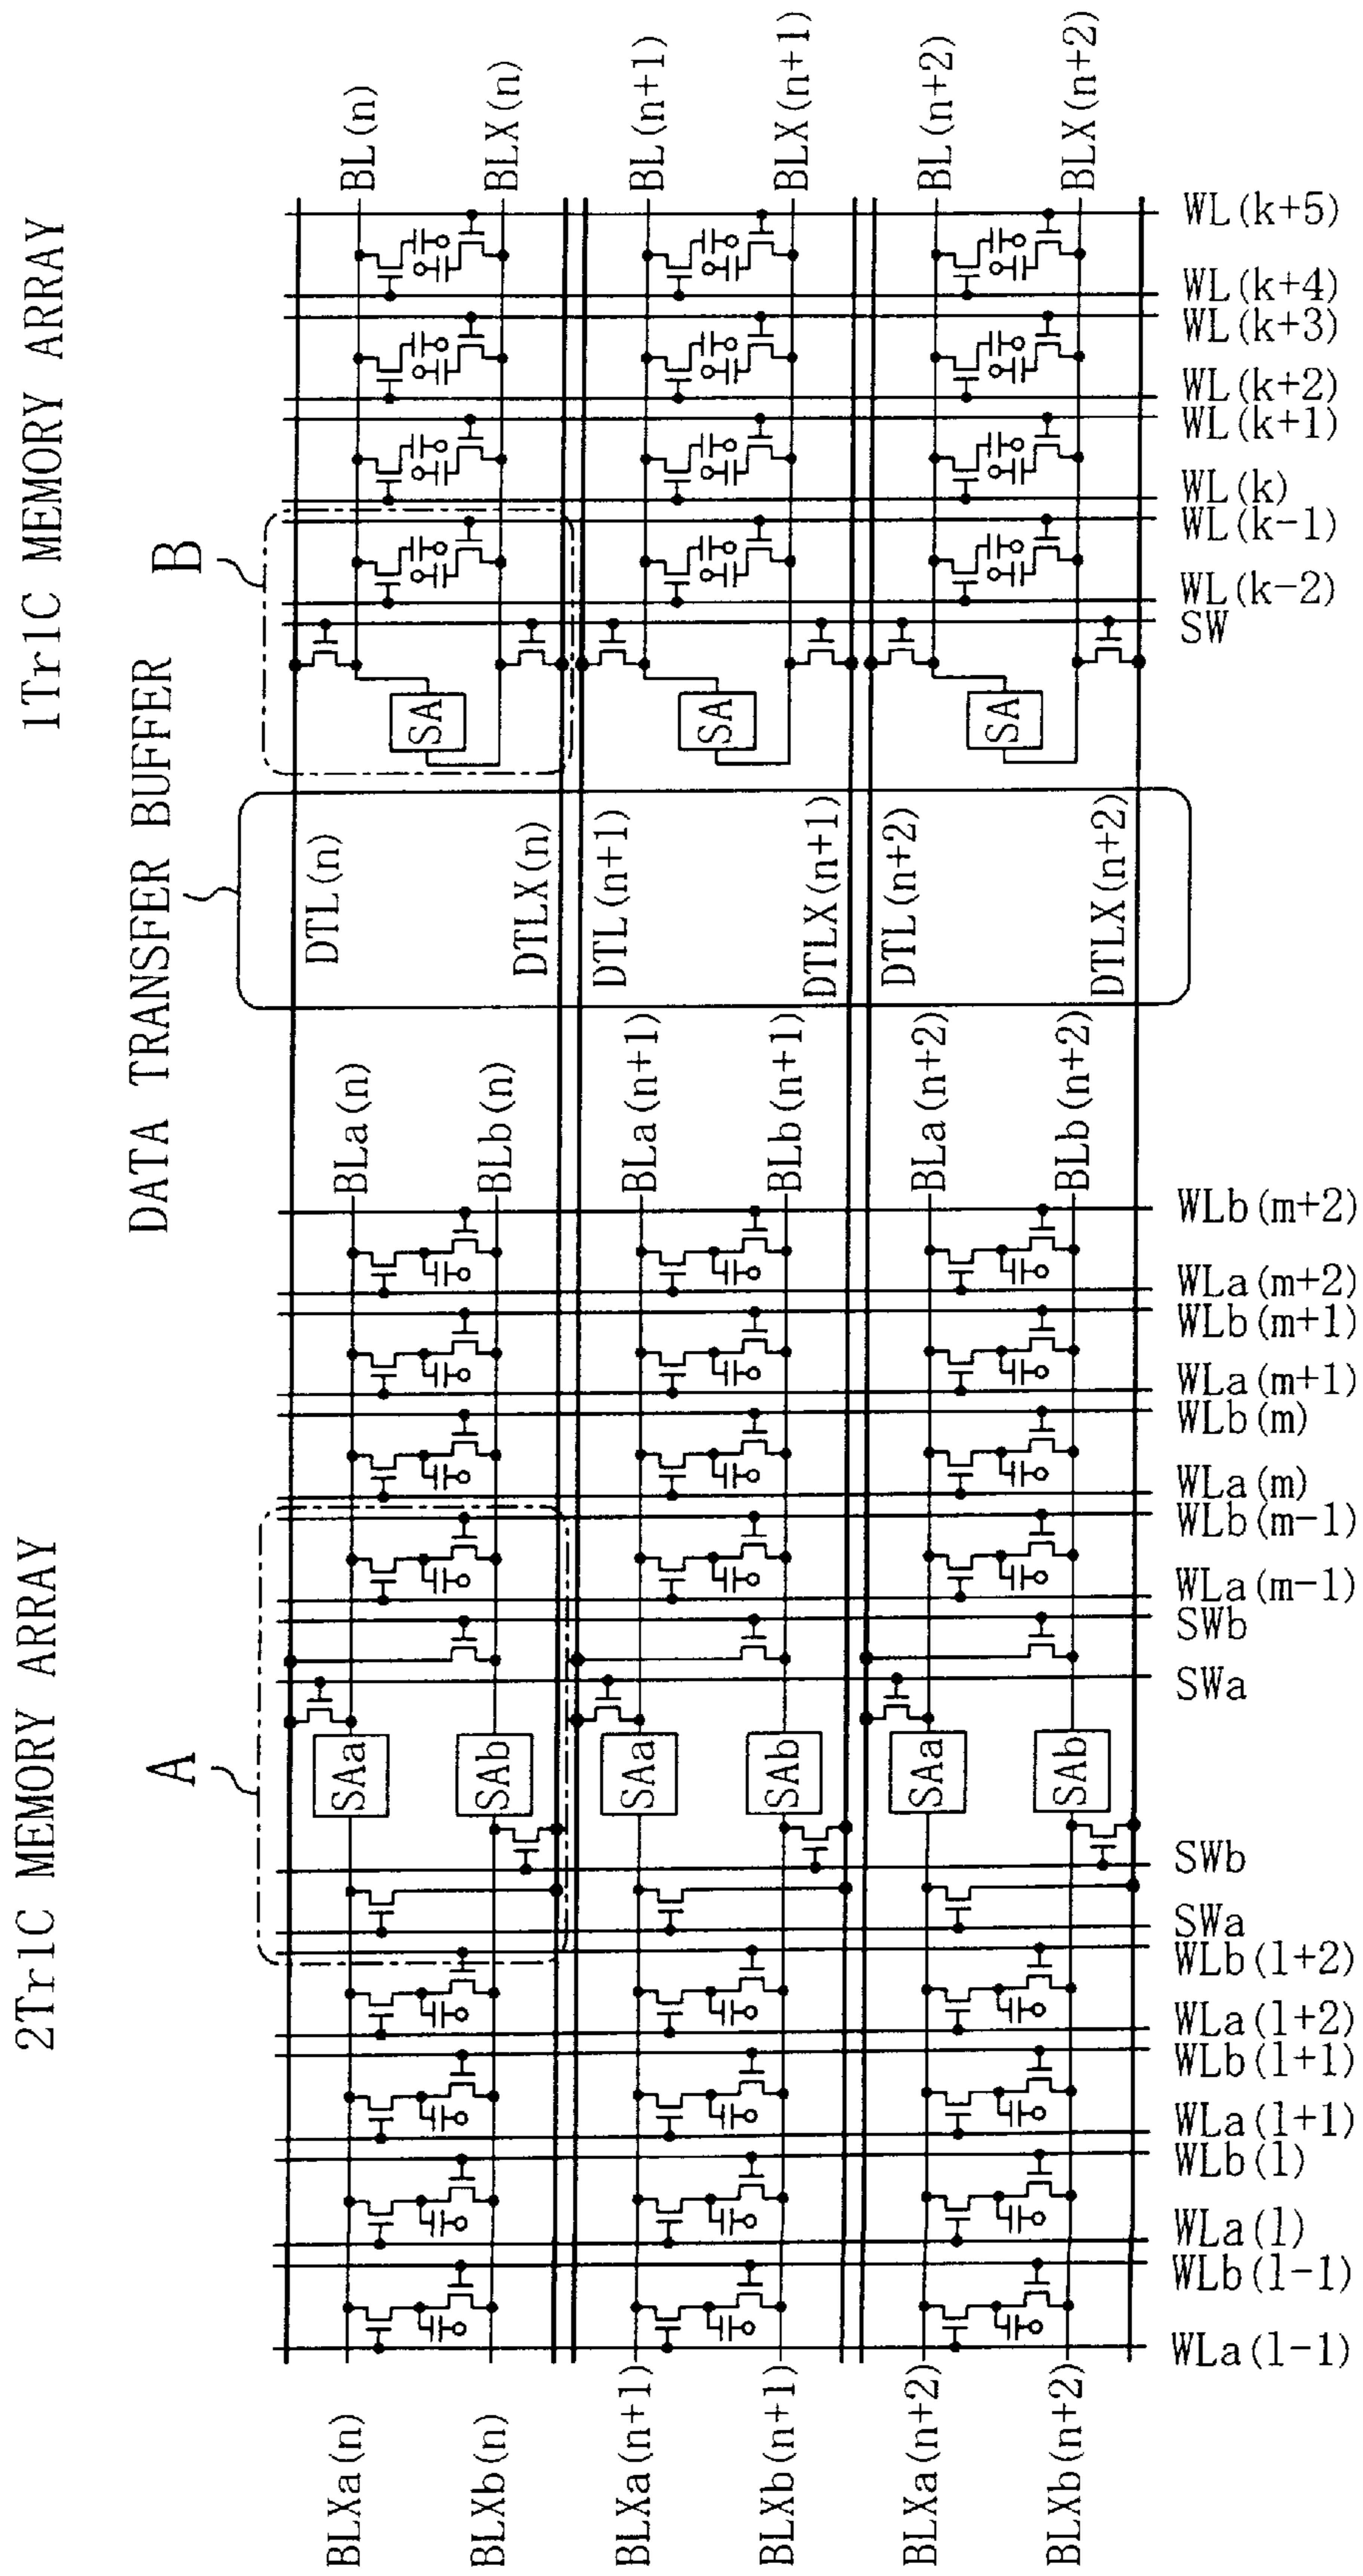 2Tr1C MEMORY ARRAY
DATA TRANSFER BUFFER
1Tr1C MEMORY ARRAY
A
B
BLXa(n)
SAa
BLa(n)
DTL(n)
SA
BL(n)
BLXb(n)
SAb
BLb(n)
DTLX(n)
BLX(n)
BLXa(n+1)
SAa
BLa(n+1)
DTL(n+1)
SA
BL(n+1)
BLXb(n+1)
SAb
BLb(n+1)
DTLX(n+1)
BLX(n+1)
BLXa(n+2)
SAa
BLa(n+2)
DTL(n+2)
SA
BL(n+2)
BLXb(n+2)
SAb
BLb(n+2)
DTLX(n+2)
BLX(n+2)
WL(k+5)
WL(k+4)
WL(k+3)
WL(k+2)
WL(k+1)
WL(k)
WL(k-1)
WL(k-2)
SW
WLb(m+2)
WLa(m+2)
WLb(m+1)
WLa(m+1)
WLb(m)
WLa(m)
WLb(m-1)
WLa(m-1)
SWb
SWa
SWb
SWa
WLb(l+2)
WLa(l+2)
WLb(l+1)
WLa(l+1)
WLb(l)
WLa(l)
WLb(l-1)
WLa(l-1)